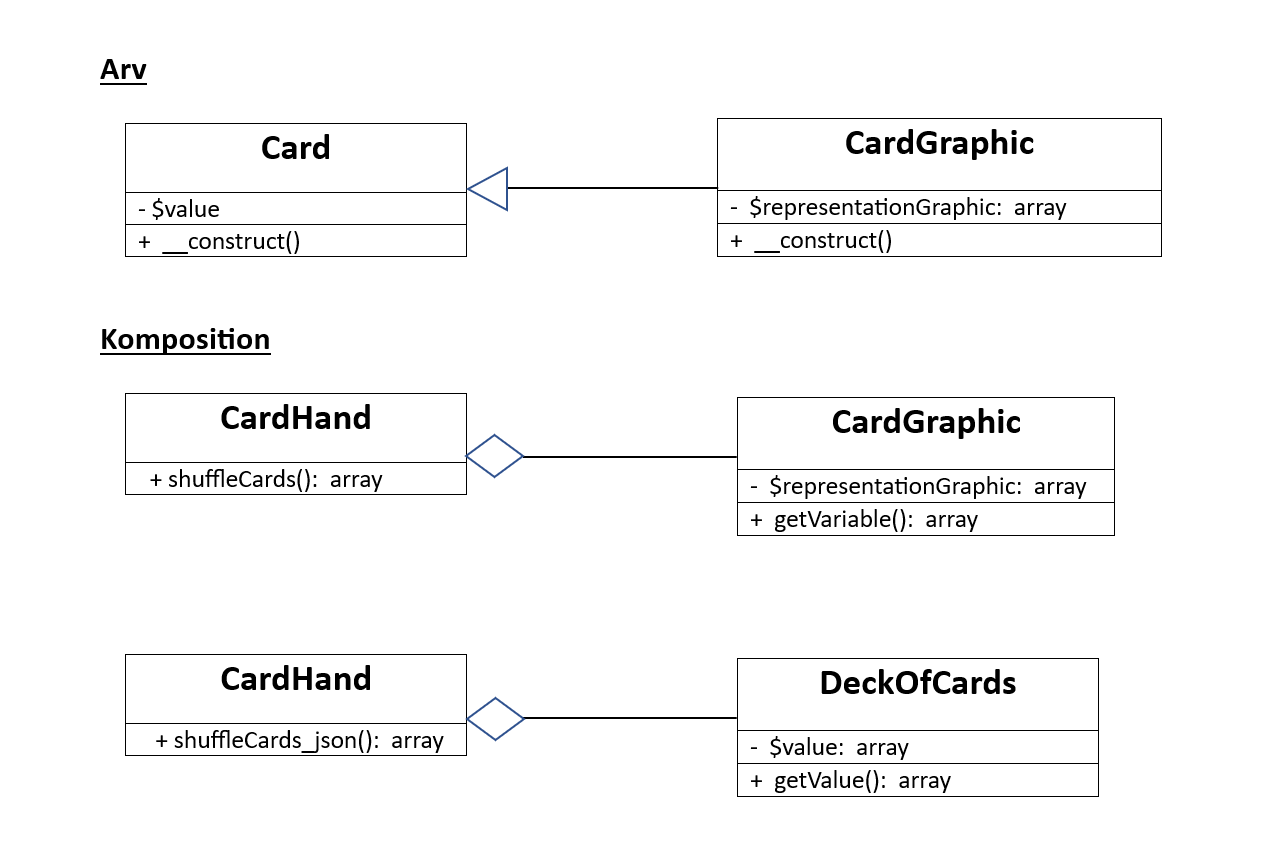 Arv
Card
- $value
+ __construct()
CardGraphic
- $representationGraphic: array
+ __construct()
Komposition
CardHand
+ shuffleCards(): array
CardGraphic
- $representationGraphic: array
+ getVariable(): array
CardHand
+ shuffleCards_json(): array
DeckOfCards
- $value: array
+ getValue(): array